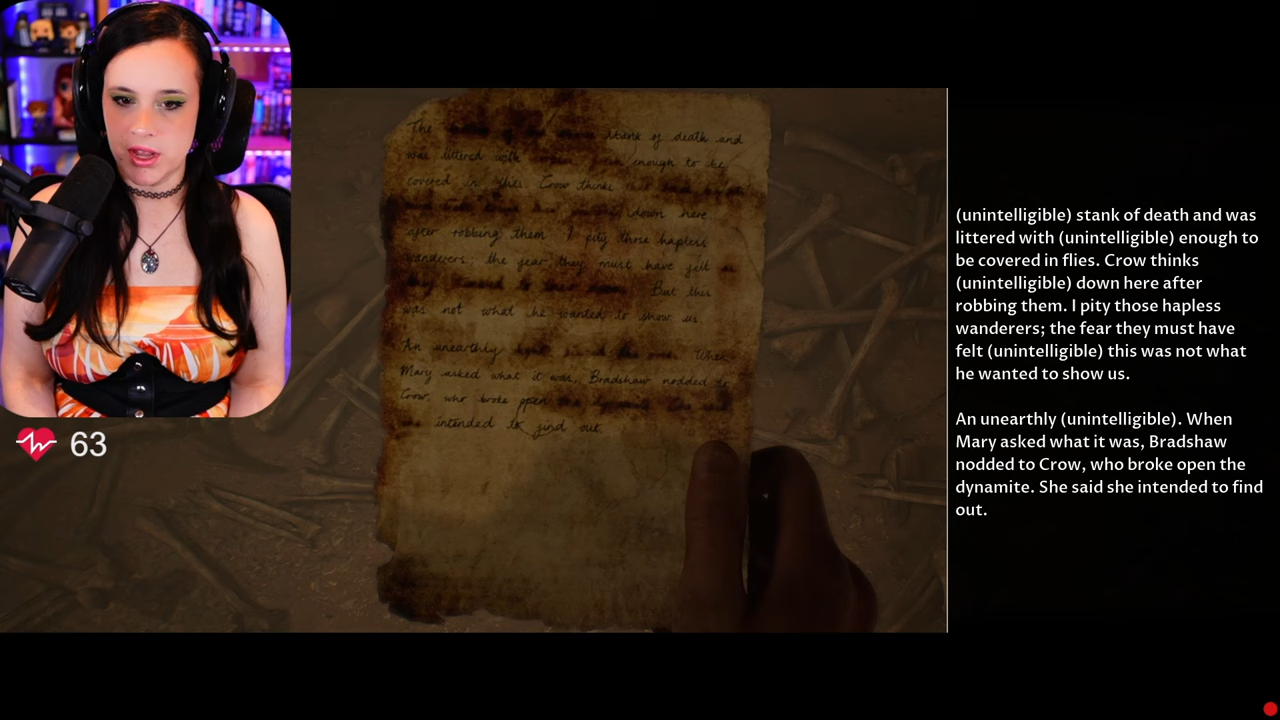 The stank of death and
was littered with enough to be
covered in flies. Crow thinks
down here
after robbing them. I pity those hapless
wanderers; the fear they must have felt
But this
was not what he wanted to show us.
An unearthly When
Mary asked what it was, Bradshaw nodded to
Crow, who broke open the dynamite. She said
she intended to find out.
(unintelligible) stank of death and was
littered with (unintelligible) enough to
be covered in flies. Crow thinks
(unintelligible) down here after
robbing them. I pity those hapless
wanderers; the fear they must have
felt (unintelligible) this was not what
he wanted to show us.
An unearthly (unintelligible). When
Mary asked what it was, Bradshaw
nodded to Crow, who broke open the
dynamite. She said she intended to find
out.
63